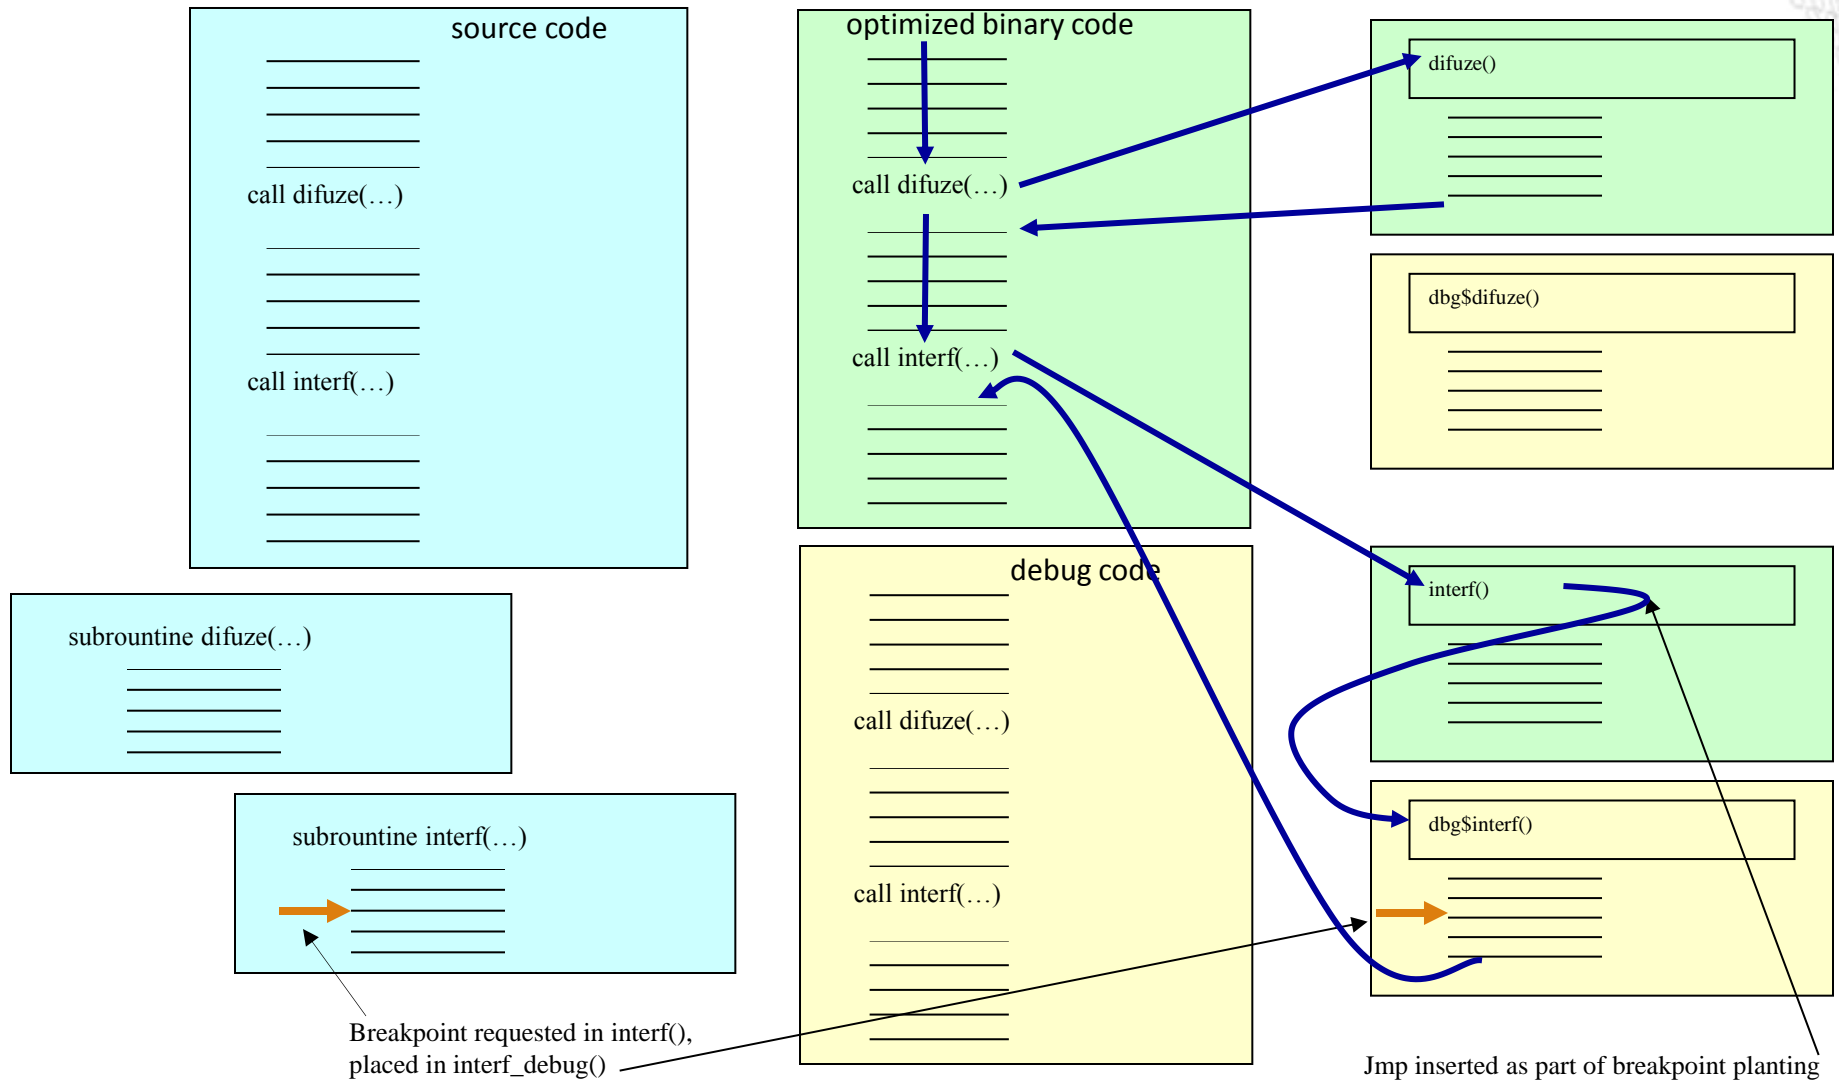 source code
call difuze(…)
call interf(…)
subrountine difuze(…)
subrountine interf(…)
Breakpoint requested in interf(),
placed in interf_debug()
optimized binary code
call difuze(…)
call interf(…)
debug code
call difuze(…)
call interf(…)
difuze()
dbg$difuze()
interf()
dbg$interf()
Jmp inserted as part of breakpoint planting